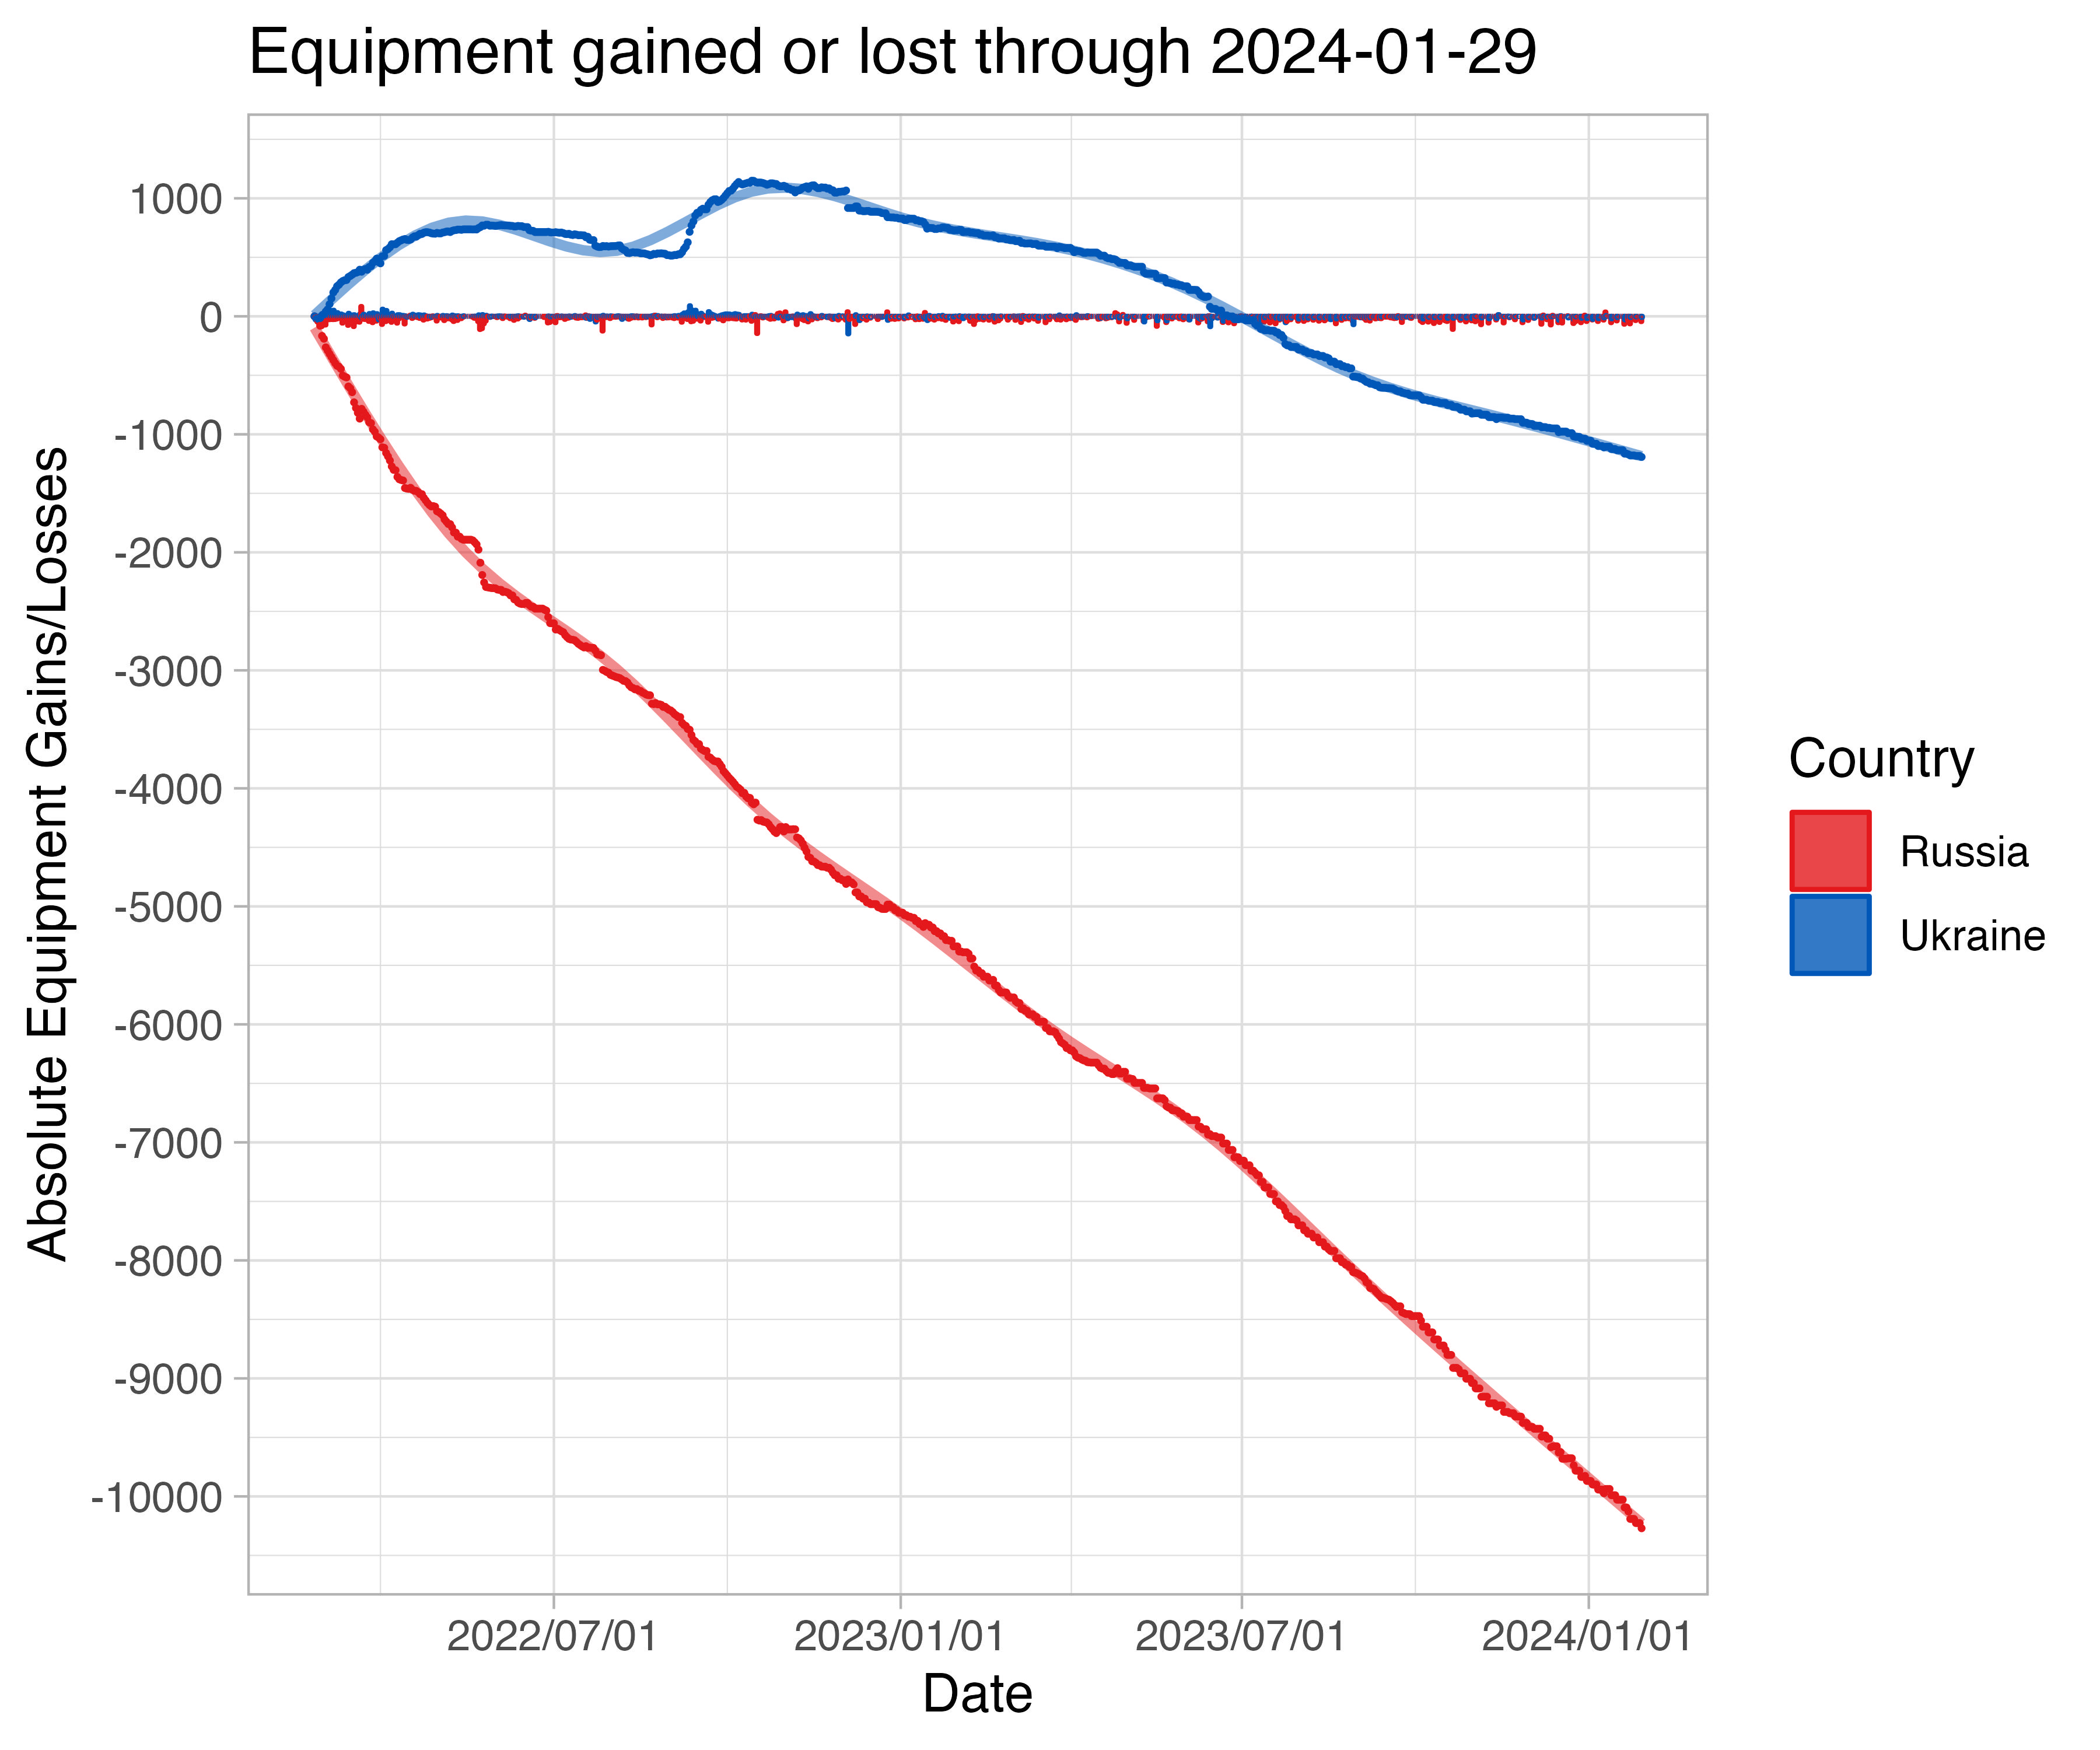 Equipment gained or lost through 2024-01-29
Absolute Equipment Gains/Losses
1000
0
-1000
-2000
-3000
-4000
-5000
-6000
-7000
-8000
-9000
-10000
2022/07/01
2023/01/01
2023/07/01
2024/01/01
Date
Country
Russia
Ukraine